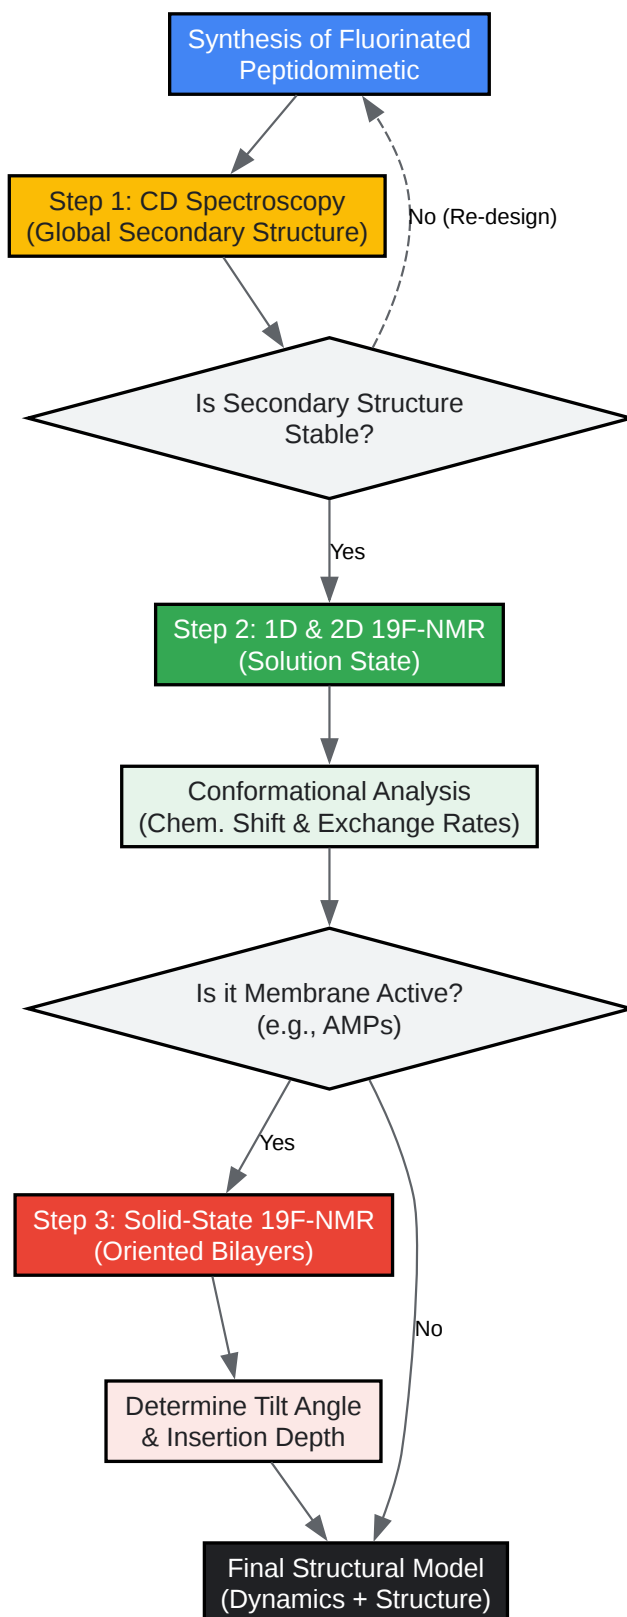 Synthesis of Fluorinated
Peptidomimetic
Step 1: CD Spectroscopy
(Global Secondary Structure)
No (Re-design)
Is Secondary Structure
Stable?
Yes
Step 2: 1D & 2D 19F-NMR
(Solution State)
Conformational Analysis
(Chem. Shift & Exchange Rates)
Is it Membrane Active?
(e.g., AMPs)
Yes
Step 3: Solid-State 19F-NMR
(Oriented Bilayers)
No
Determine Tilt Angle
& Insertion Depth
Final Structural Model
(Dynamics + Structure)